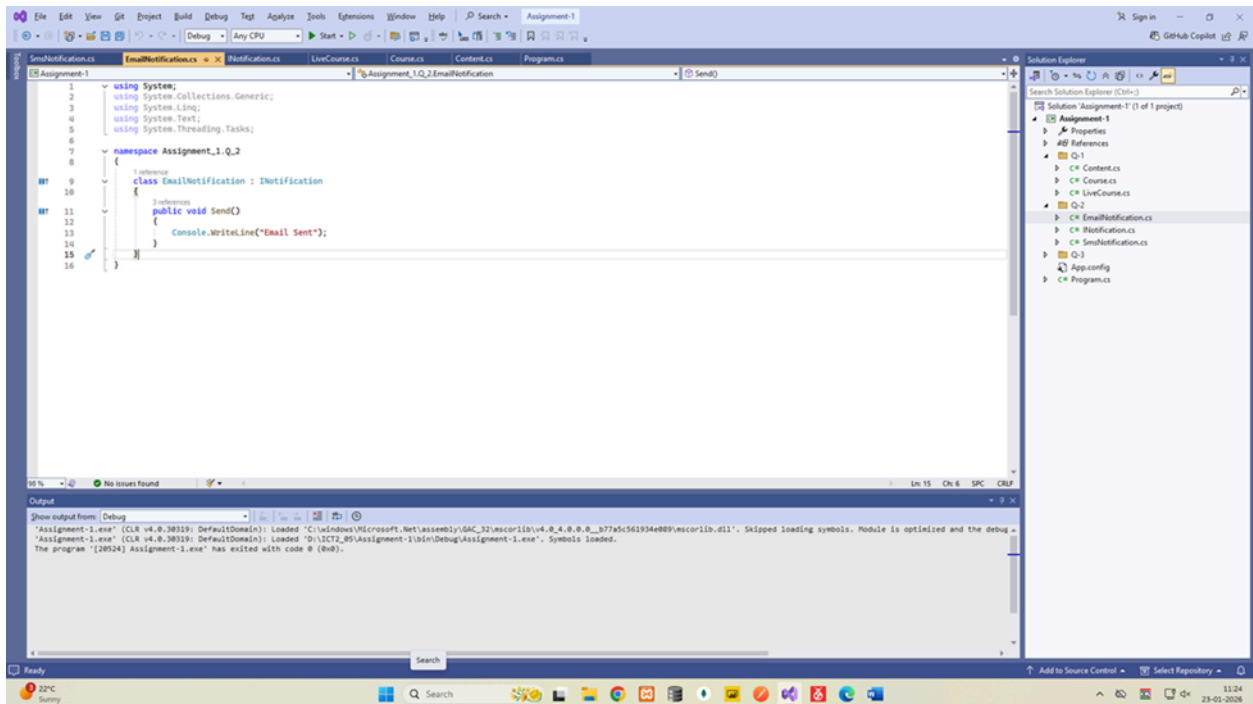 File Edit View Git Project Build Debug Test Analyze Tools Extensions Window Help Search Assignment-1 Sign in
Debug Any CPU Start GitHub Copilot
Toolbox
SmsNotification.cs EmailNotification.cs INotification.cs LiveCourse.cs Course.cs Content.cs Program.cs
Assignment-1 Assignment_1.Q_2.EmailNotification Send()
1 using System;
2 using System.Collections.Generic;
3 using System.Linq;
4 using System.Text;
5 using System.Threading.Tasks;
6
7 namespace Assignment_1.Q_2
8 {
1 reference
9 class EmailNotification : INotification
10 {
3 references
11 public void Send()
12 {
13 Console.WriteLine("Email Sent");
14 }
15 }
16 }
98 % No issues found Ln: 15 Ch: 6 SPC CRLF
Output
Show output from: Debug
'Assignment-1.exe' (CLR v4.0.30319: DefaultDomain): Loaded 'C:\windows\Microsoft.Net\assembly\GAC_32\mscorlib\v4.0_4.0.0.0__b77a5c561934e089\mscorlib.dll'. Skipped loading symbols. Module is optimized and the debug
'Assignment-1.exe' (CLR v4.0.30319: DefaultDomain): Loaded 'D:\ICT2_05\Assignment-1\bin\Debug\Assignment-1.exe'. Symbols loaded.
The program '[20524] Assignment-1.exe' has exited with code 0 (0x0).
Solution Explorer
Search Solution Explorer (Ctrl+;)
Solution 'Assignment-1' (1 of 1 project)
Assignment-1
Properties
References
Q-1
C# Content.cs
C# Course.cs
C# LiveCourse.cs
Q-2
C# EmailNotification.cs
C# INotification.cs
C# SmsNotification.cs
Q-3
App.config
C# Program.cs
Search
Ready Add to Source Control Select Repository
3 22°C
Sunny
Search
11:24
23-01-2026